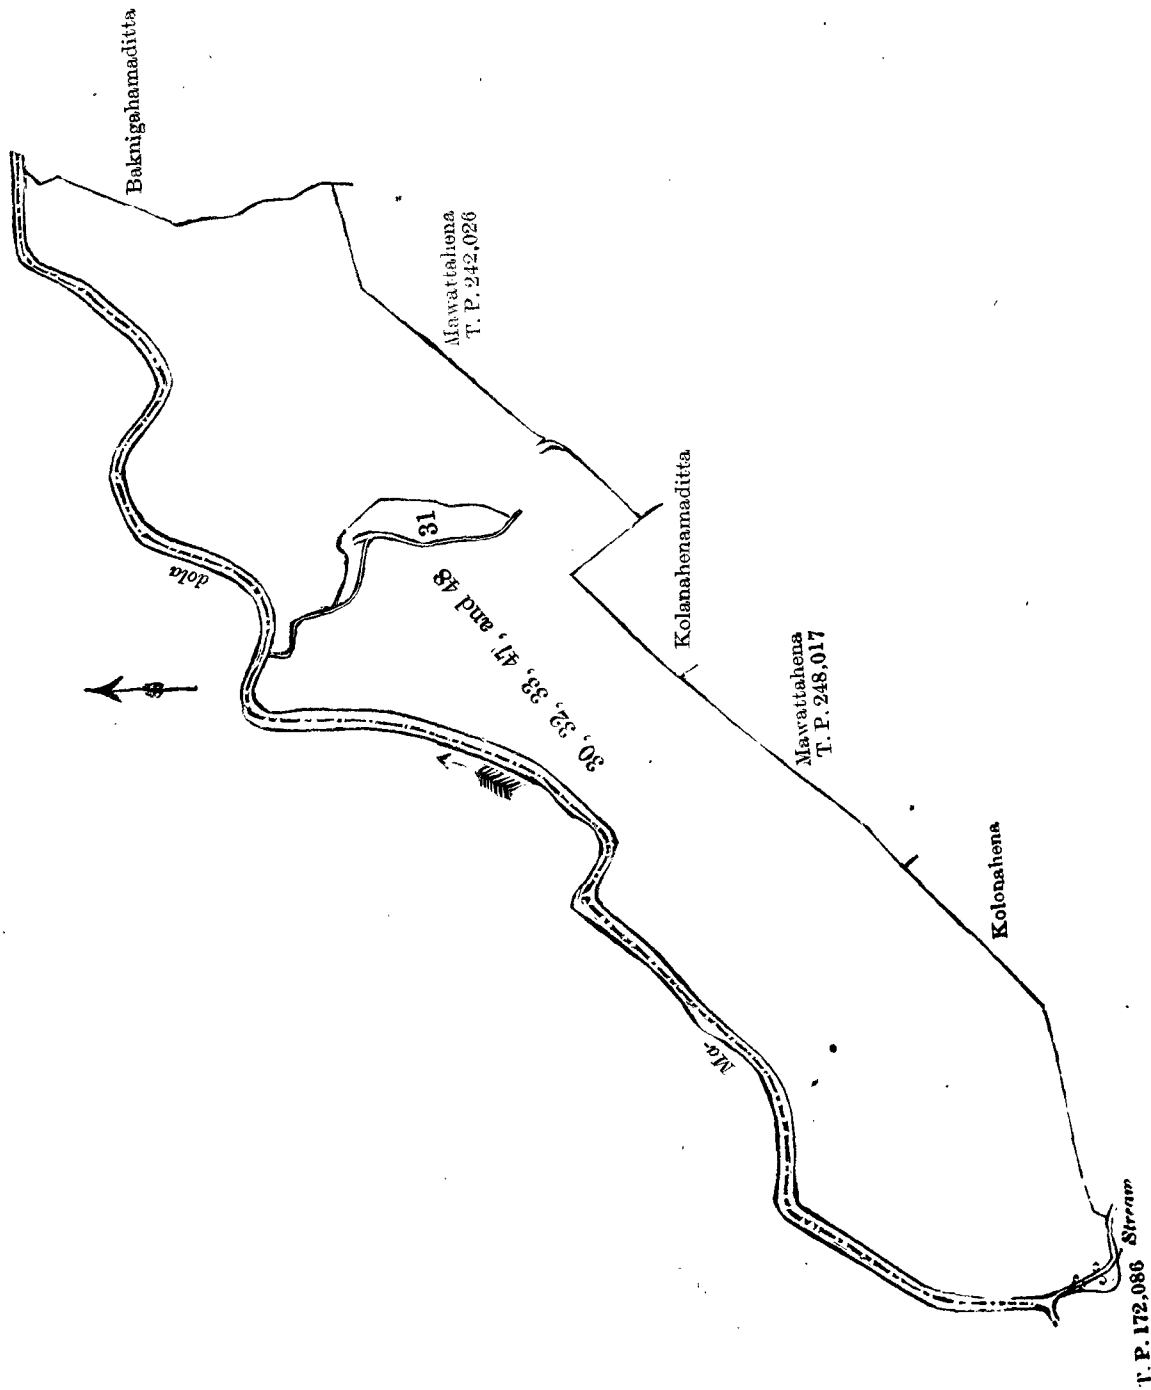 Baknigahamaditta
Mawattahena
T. P. 242,026
31
dola
30, 32, 33, 47, and 48
Kolanahenamaditta
Mawattahena
T. P. 248,017
Kolonahena
Ma-
Stream
T. P. 172,086